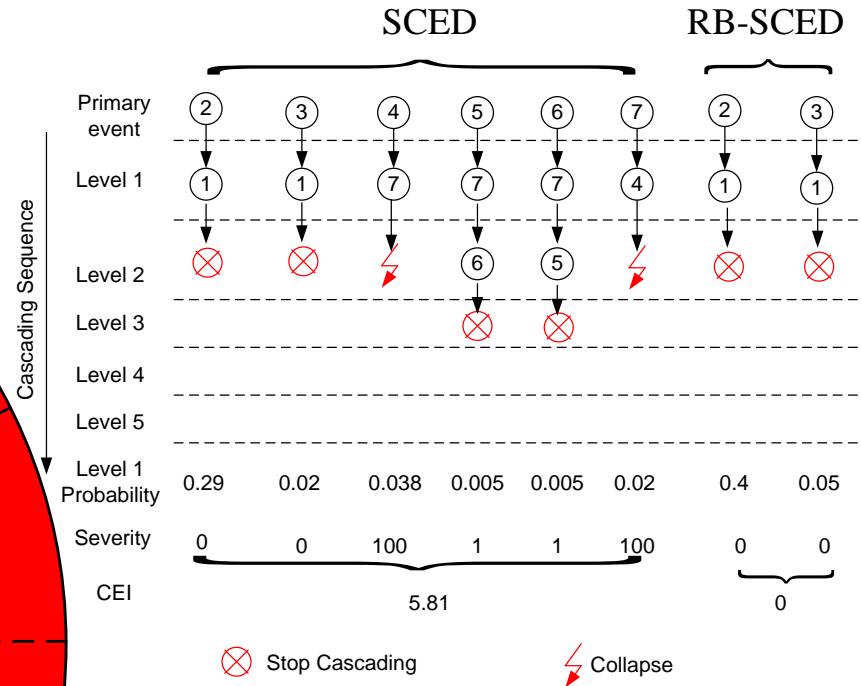 SCED RB-SCED
Primary event 2 3 4 5 6 7 2 3
Level 1 1 1 7 7 7 4 1 1
Level 2 6 5
Level 3
Level 4
Level 5
Cascading Sequence
Level 1 Probability 0.29 0.02 0.038 0.005 0.005 0.02 0.4 0.05
Severity 0 0 100 1 1 100 0 0
CEI 5.81 0
Stop Cascading Collapse